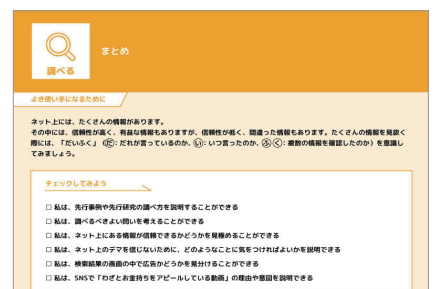 調べる
まとめ
よき使い手になるために
ネット上には、たくさんの情報があります。
その中には、信頼性が高く、有益な情報もありますが、信頼性が低く、間違った情報もあります。たくさんの情報を見抜く
際には、「だいふく」（だ：だれが言っているのか、い：いつ言ったのか、ふく：複数の情報を確認したのか）を意識し
てみましょう。
チェックしてみよう
□ 私は、先行事例や先行研究の調べ方を説明することができる
□ 私は、調べるべきよい問いを考えることができる
□ 私は、ネット上にある情報が信頼できるかどうかを見極めることができる
□ 私は、ネット上のデマを信じないために、どのようなことに気をつければよいかを説明できる
□ 私は、検索結果の画面の中で広告かどうかを見分けることができる
□ 私は、SNSで「わざとお金持ちをアピールしている動画」の理由や意図を説明できる